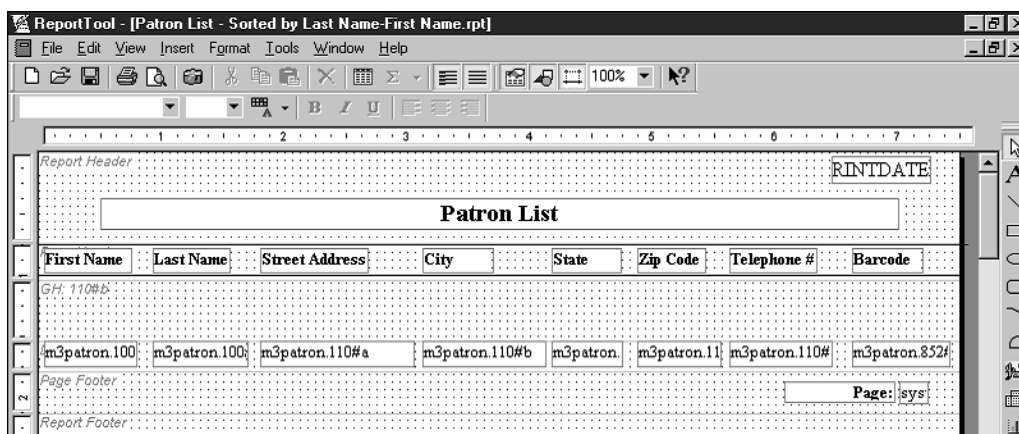 ReportTool - [Patron List - Sorted by Last Name-First Name.rpt]
File Edit View Insert Format Tools Window Help
100%
B I U
1 2 3 4 5 6 7
Report Header
RINTDATE
Patron List
First Name Last Name Street Address City State Zip Code Telephone # Barcode
GH: 110#b
m3patron.100 m3patron.100 m3patron.110#a m3patron.110#b m3patron. m3patron.11 m3patron.110# m3patron.852#
Page Footer
Page: sys
2
Report Footer